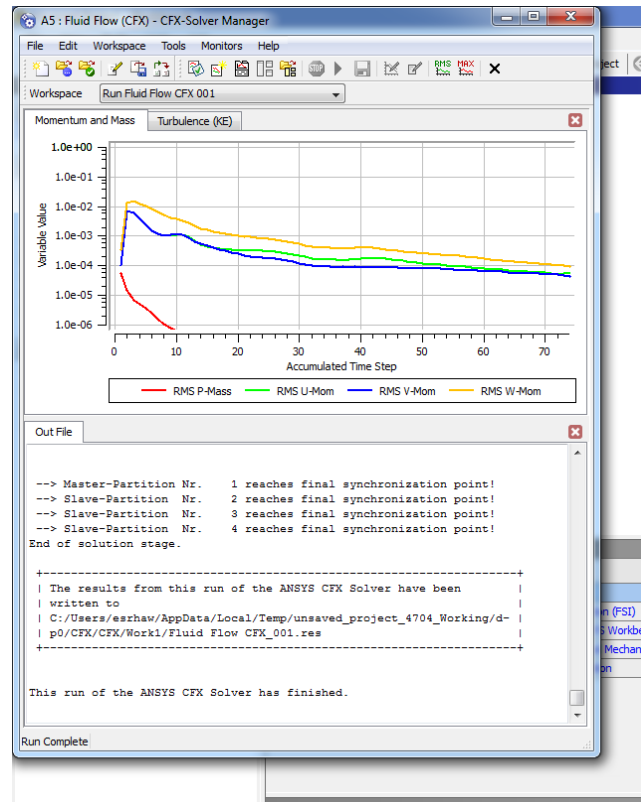 A5 : Fluid Flow (CFX) - CFX-Solver Manager
File Edit Workspace Tools Monitors Help
STOP RMS MAX
ject
Workspace Run Fluid Flow CFX 001
Momentum and Mass Turbulence (KE)
Variable Value
1.0e+00
1.0e-01
1.0e-02
1.0e-03
1.0e-04
1.0e-05
1.0e-06
0 10 20 30 40 50 60 70
Accumulated Time Step
RMS P-Mass RMS U-Mom RMS V-Mom RMS W-Mom
Out File
--> Master-Partition Nr. 1 reaches final synchronization point!
--> Slave-Partition Nr. 2 reaches final synchronization point!
--> Slave-Partition Nr. 3 reaches final synchronization point!
--> Slave-Partition Nr. 4 reaches final synchronization point!
End of solution stage.
+--------------------------------------------------------------------+
| The results from this run of the ANSYS CFX Solver have been |
| written to |
| C:/Users/esrhaw/AppData/Local/Temp/unsaved_project_4704_Working/d- |
| p0/CFX/CFX/Work1/Fluid Flow CFX_001.res |
+--------------------------------------------------------------------+
This run of the ANSYS CFX Solver has finished.
Run Complete
n (FSI)
S Workbe
Mechan
on